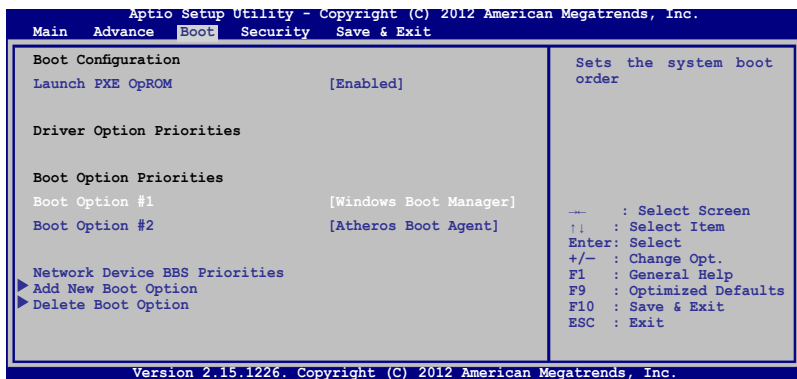 Aptio Setup Utility - Copyright (C) 2012 American Megatrends, Inc.
Main Advance Boot Security Save & Exit
Boot Configuration
Launch PXE OpROM [Enabled]
Driver Option Priorities
Boot Option Priorities
Boot Option #1 [Windows Boot Manager]
Boot Option #2 [Atheros Boot Agent]
Network Device BBS Priorities
Add New Boot Option
Delete Boot Option
Sets the system boot
order
→← : Select Screen
↑↓ : Select Item
Enter: Select
+/— : Change Opt.
F1 : General Help
F9 : Optimized Defaults
F10 : Save & Exit
ESC : Exit
Version 2.15.1226. Copyright (C) 2012 American Megatrends, Inc.